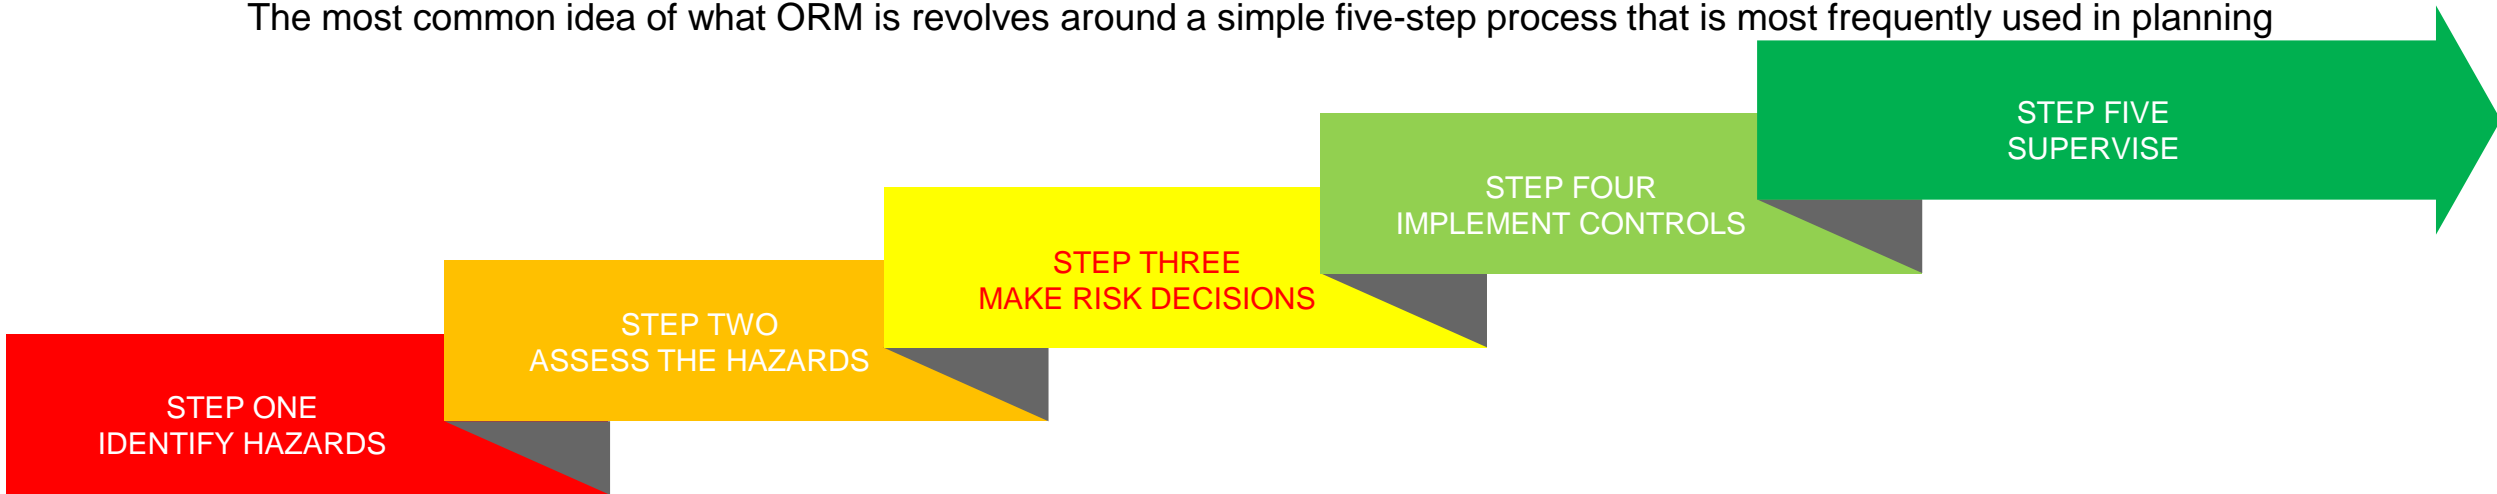 The most common idea of what ORM is revolves around a simple five-step process that is most frequently used in planning
STEP ONE
IDENTIFY HAZARDS
STEP TWO
ASSESS THE HAZARDS
STEP THREE
MAKE RISK DECISIONS
STEP FOUR
IMPLEMENT CONTROLS
STEP FIVE
SUPERVISE